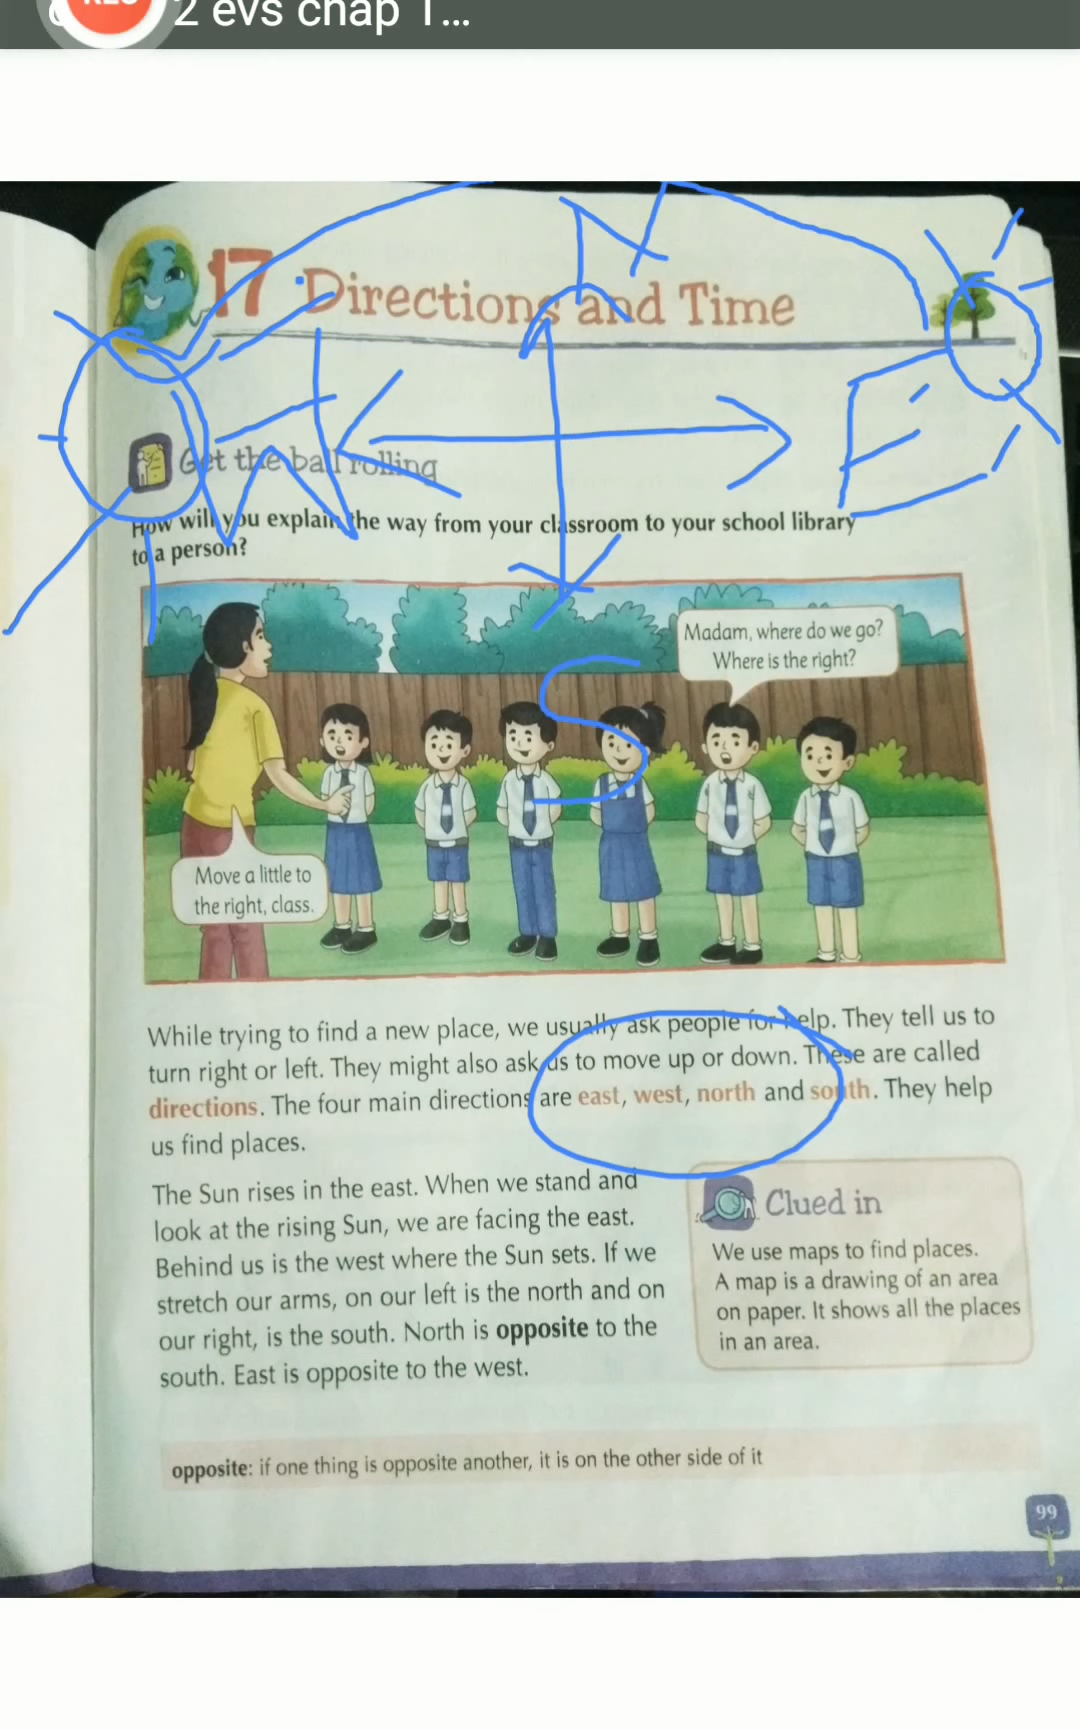 2 evs chap 1...
N
17 Directions and Time
W
E
Get the ball rolling
How will you explain the way from your classroom to your school library
to a person?
Madam, where do we go?
Where is the right?
S
Move a little to
the right, class.
While trying to find a new place, we usually ask people for help. They tell us to
turn right or left. They might also ask us to move up or down. These are called
directions. The four main directions are east, west, north and south. They help
us find places.
The Sun rises in the east. When we stand and
look at the rising Sun, we are facing the east.
Behind us is the west where the Sun sets. If we
stretch our arms, on our left is the north and on
our right, is the south. North is opposite to the
south. East is opposite to the west.
Clued in
We use maps to find places.
A map is a drawing of an area
on paper. It shows all the places
in an area.
opposite: if one thing is opposite another, it is on the other side of it
99